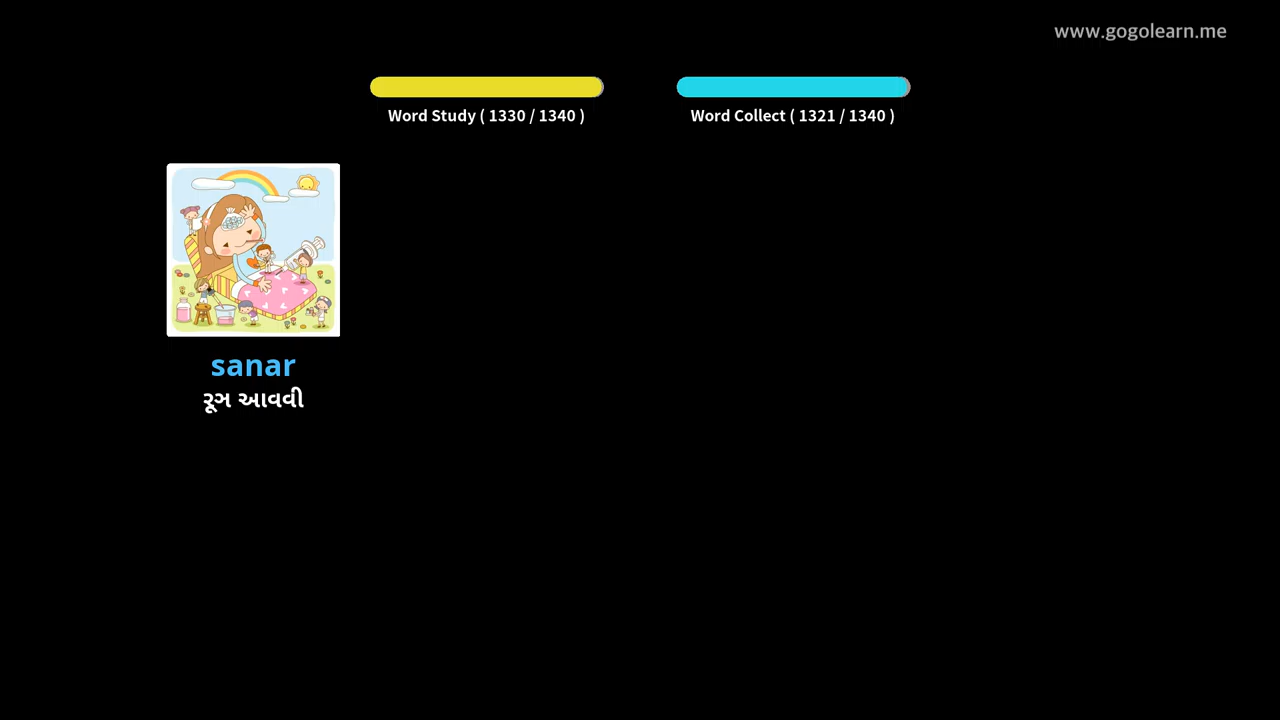 www.gogolearn.me
Word Study ( 1330 / 1340 )
Word Collect ( 1321 / 1340 )
sanar
રૂઞ આવવી